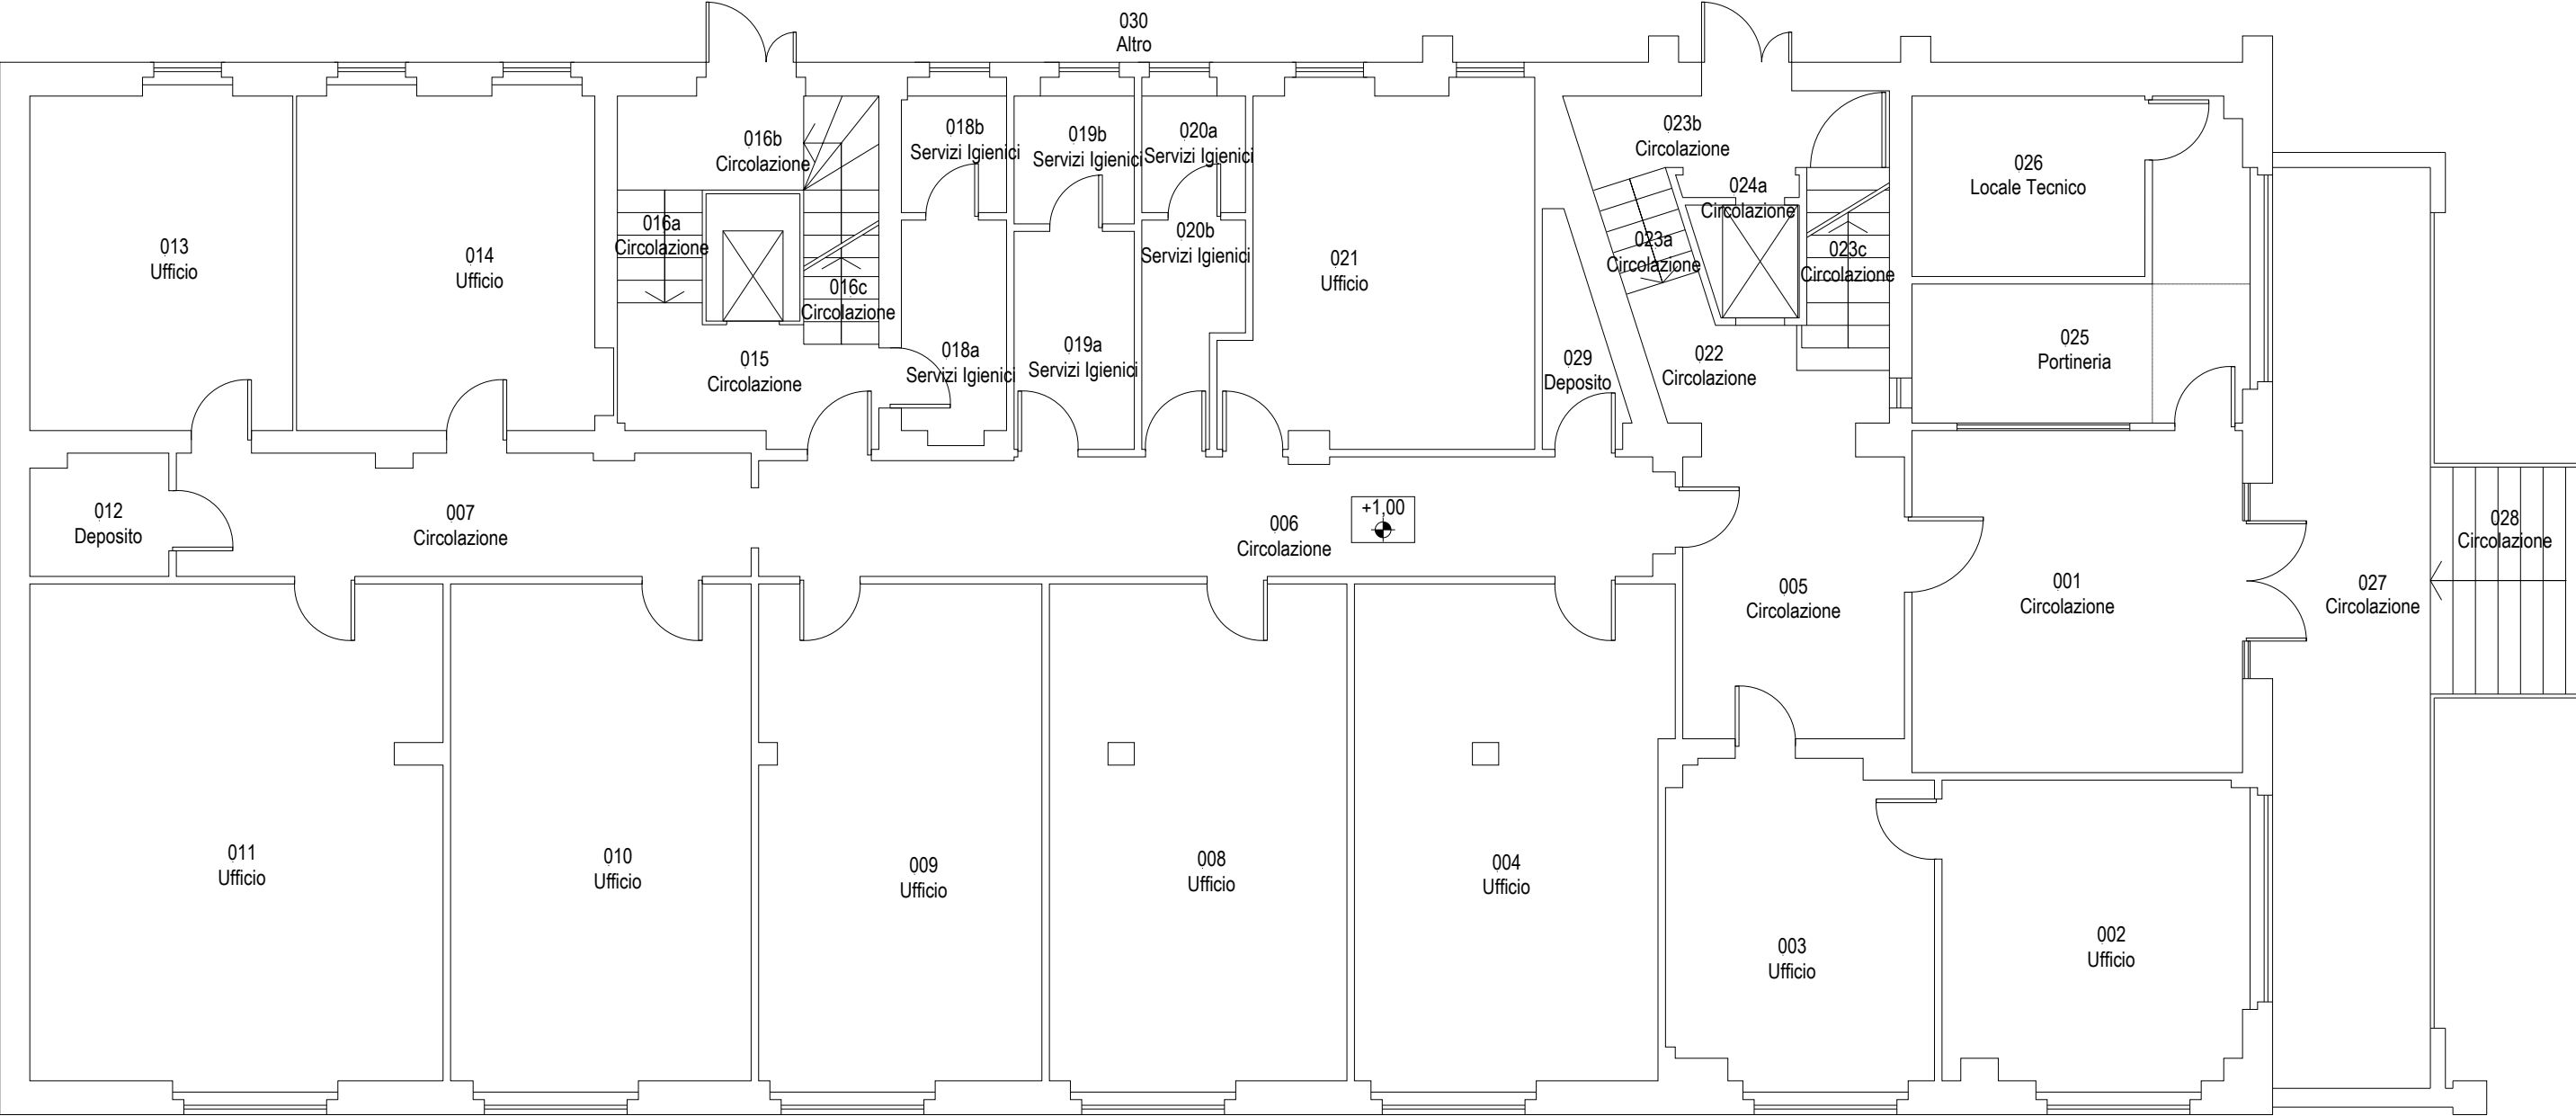 030
Altro
018b
Servizi Igienici
019b
Servizi Igienici
020a
Servizi Igienici
016b
Circolazione
023b
Circolazione
026
Locale Tecnico
024a
Circolazione
013
Ufficio
014
Ufficio
016a
Circolazione
016c
Circolazione
020b
Servizi Igienici
021
Ufficio
023a
Circolazione
023c
Circolazione
015
Circolazione
018a
Servizi Igienici
019a
Servizi Igienici
029
Deposito
022
Circolazione
025
Portineria
012
Deposito
007
Circolazione
006
Circolazione
+1,00
005
Circolazione
001
Circolazione
027
Circolazione
028
Circolazione
011
Ufficio
010
Ufficio
009
Ufficio
008
Ufficio
004
Ufficio
003
Ufficio
002
Ufficio